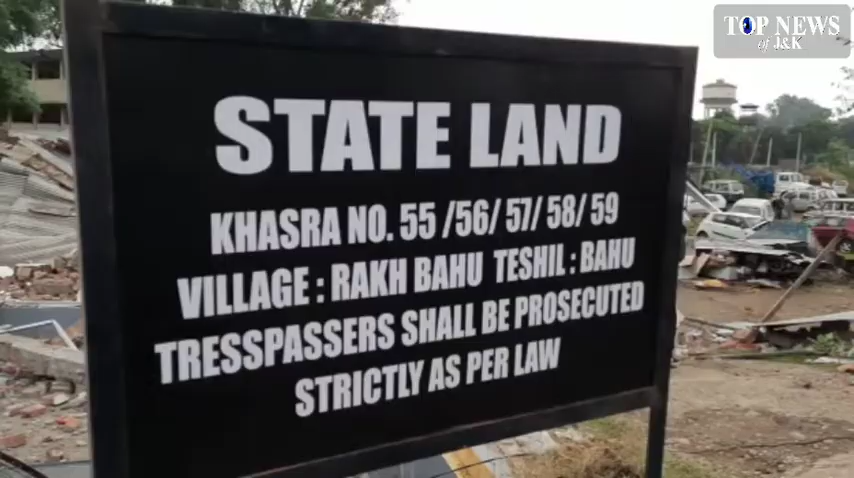 TOP NEWS
of J&K
STATE LAND
KHASRA NO. 55 /56/ 57/ 58/ 59
VILLAGE : RAKH BAHU TESHIL : BAHU
TRESSPASSERS SHALL BE PROSECUTED
STRICTLY AS PER LAW